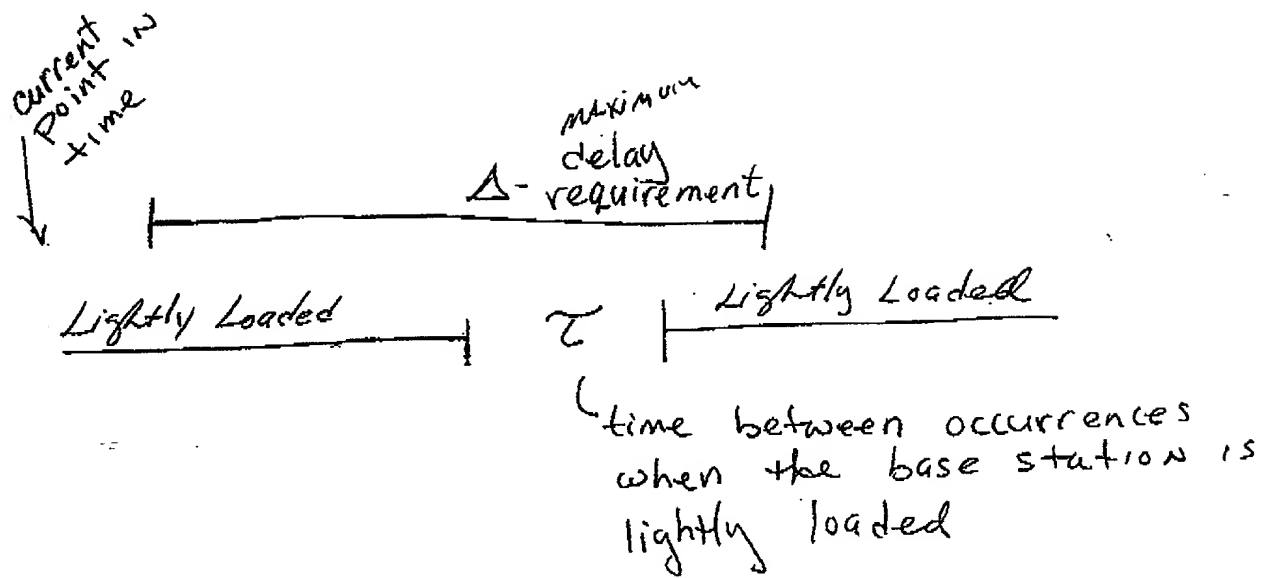 current
point in
time
maximum
delay
Δ- requirement
Lightly Loaded
τ
Lightly Loaded
time between occurrences
when the base station is
lightly loaded